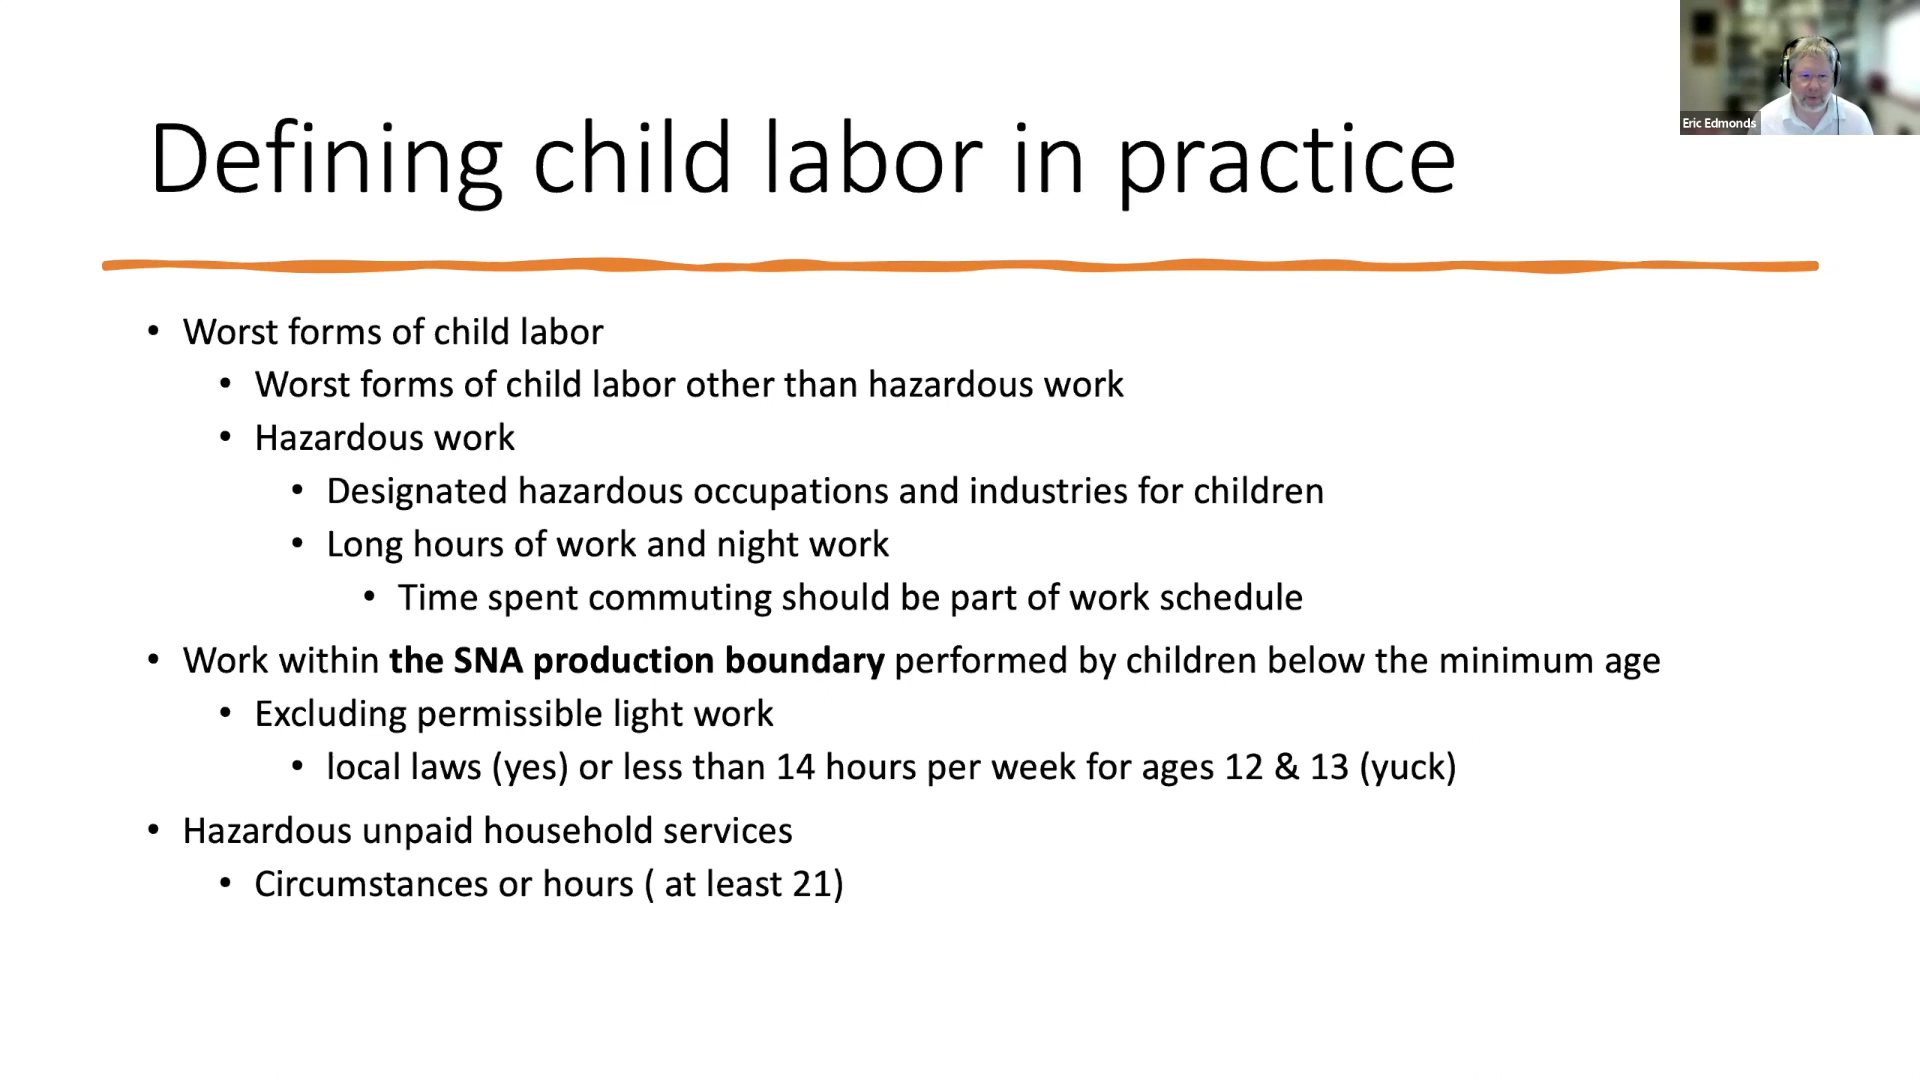 Eric Edmonds
Defining child labor in practice
• Worst forms of child labor
• Worst forms of child labor other than hazardous work
• Hazardous work
• Designated hazardous occupations and industries for children
• Long hours of work and night work
• Time spent commuting should be part of work schedule
• Work within the SNA production boundary performed by children below the minimum age
• Excluding permissible light work
• local laws (yes) or less than 14 hours per week for ages 12 & 13 (yuck)
• Hazardous unpaid household services
• Circumstances or hours ( at least 21)